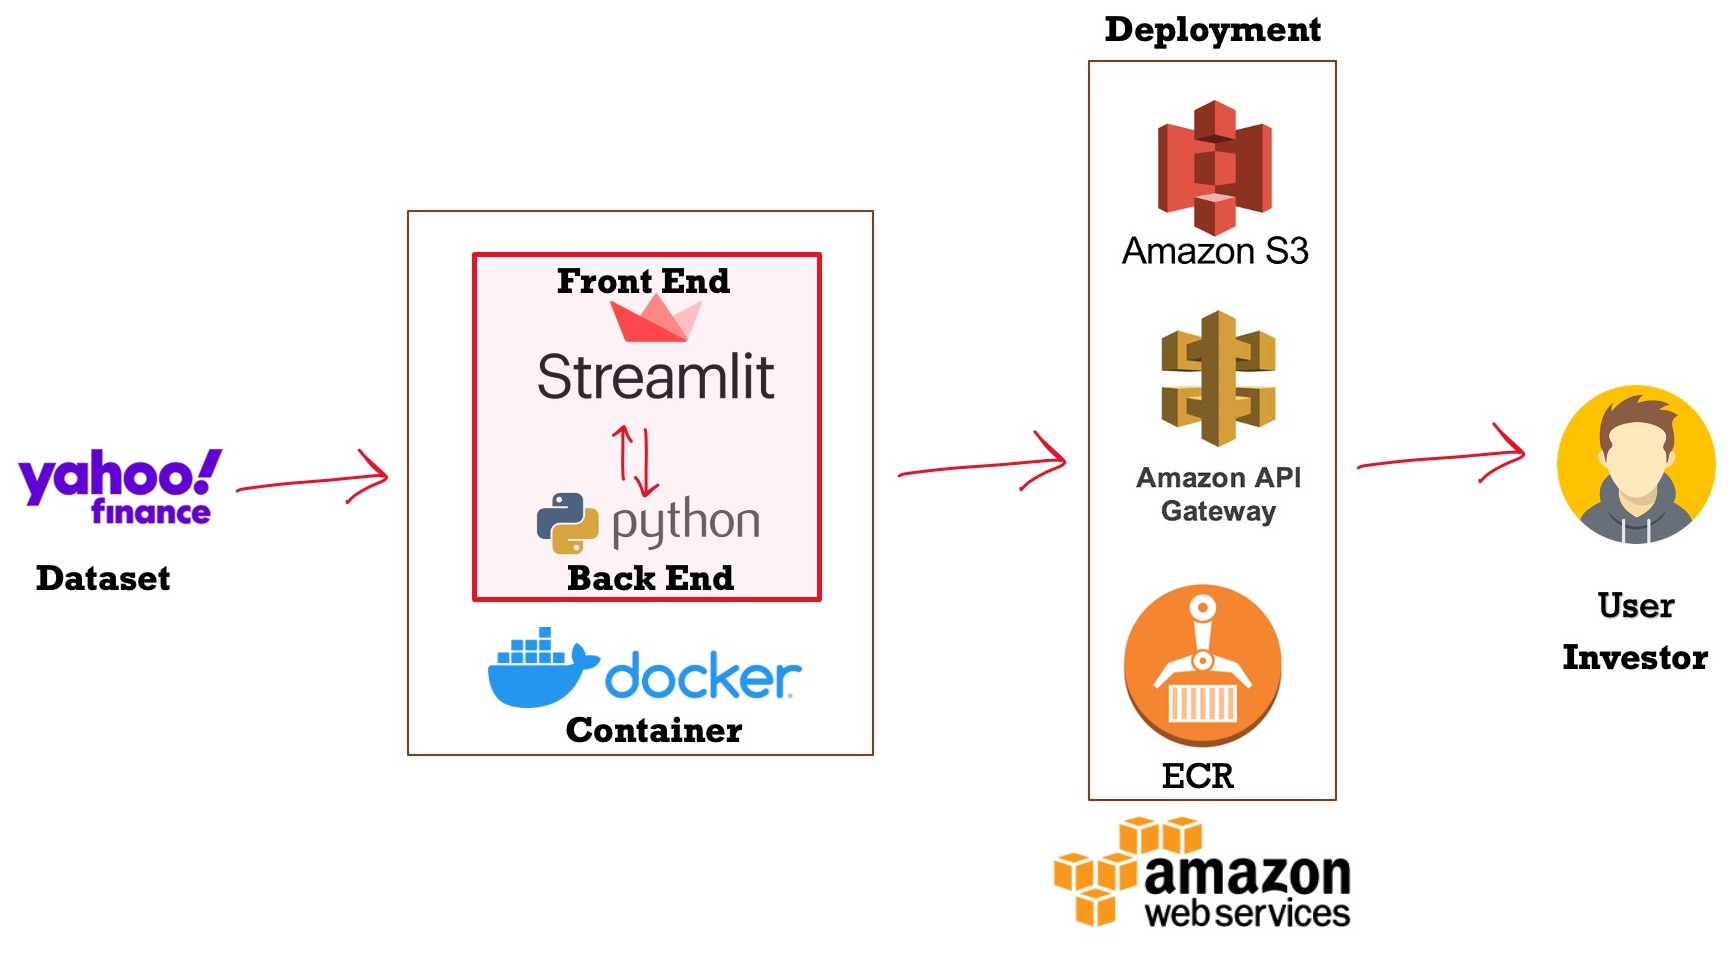 yahoo!
finance
Dataset
Front End
Streamlit
python
Back End
docker
Container
Deployment
Amazon S3
Amazon API
Gateway
ECR
amazon
web services
User
Investor